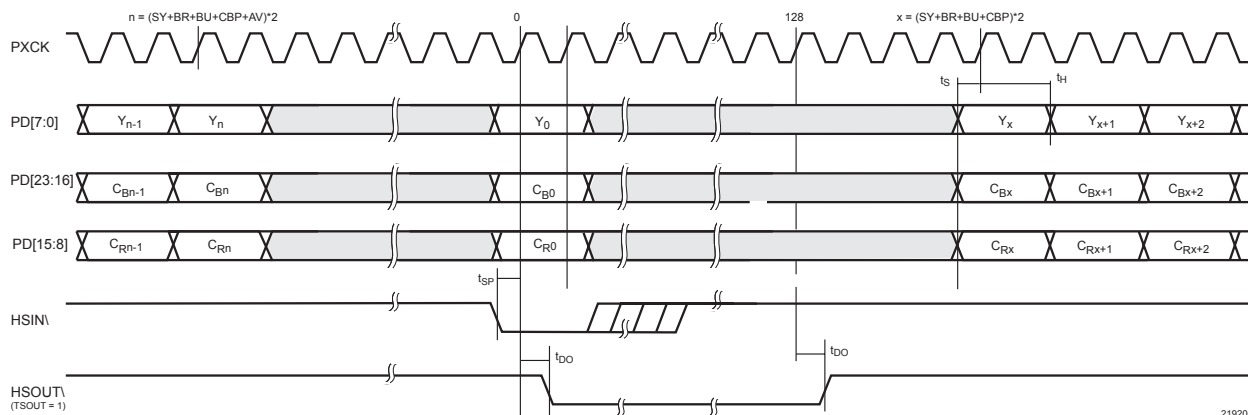 n = (SY+BR+BU+CBP+AV)*2 0 128 x = (SY+BR+BU+CBP)*2
PXCK
tS tH
PD[7:0] Yn-1 Yn Y0 Yx Yx+1 Yx+2
PD[23:16] CBn-1 CBn CB0 CBx CBx+1 CBx+2
PD[15:8] CRn-1 CRn CR0 CRx CRx+1 CRx+2
tSP
HSIN\
tDO tDO
HSOUT\
(TSOUT = 1)
21920